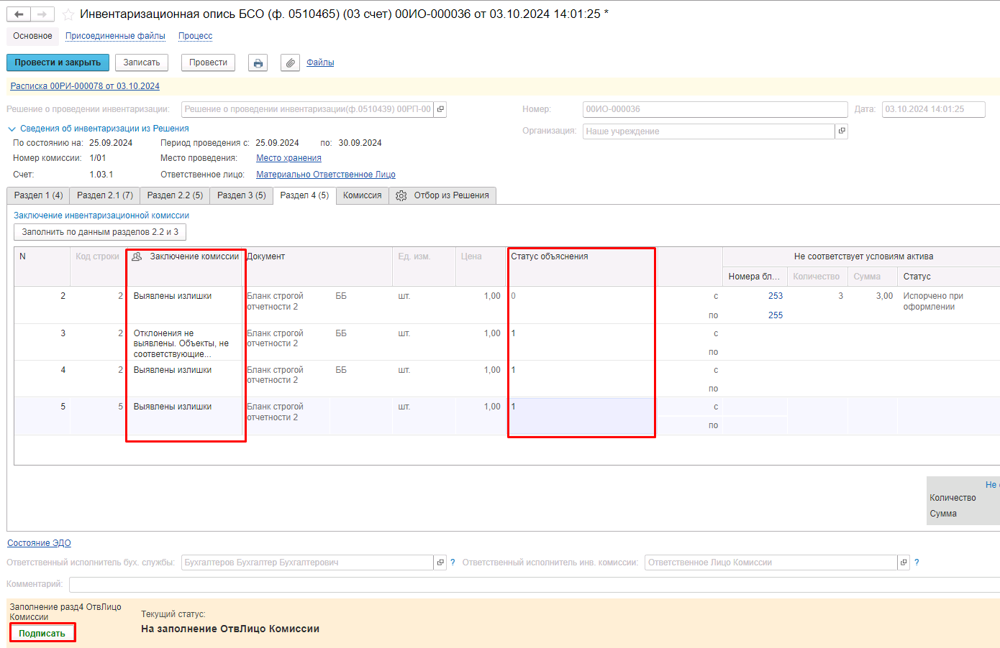 Инвентаризационная опись БСО (ф. 0510465) (03 счет) 00ИО-000036 от 03.10.2024 14:01:25 *
Основное Присоединенные файлы Процесс
Провести и закрыть Записать Провести Файлы
Расписка 00РИ-000078 от 03.10.2024
Решение о проведении инвентаризации: Решение о проведении инвентаризации(ф.0510439) 00РП-00 Номер: 00ИО-000036 Дата: 03.10.2024 14:01:25
Сведения об инвентаризации из Решения Организация: Наше учреждение
По состоянию на: 25.09.2024 Период проведения с: 25.09.2024 по: 30.09.2024
Номер комиссии: 1/01 Место проведения: Место хранения
Счет: 1.03.1 Ответственное лицо: Материально Ответственное Лицо
Раздел 1 (4) Раздел 2.1 (7) Раздел 2.2 (5) Раздел 3 (5) Раздел 4 (5) Комиссия Отбор из Решения
Заключение инвентаризационной комиссии
Заполнить по данным разделов 2.2 и 3
N Код строки Заключение комиссии Документ Ед. изм. Цена Статус объяснения Не соответствует условиям актива
Номера бл... Количество Сумма Статус
2 2 Выявлены излишки Бланк строгой ББ шт. 1,00 0 с 253 3 3,00 Испорчено при
отчетности 2 оформлении
по 255
3 2 Отклонения не Бланк строгой ББ шт. 1,00 1 с
выявлены. Объекты, не отчетности 2
соответствующие... по
4 2 Выявлены излишки Бланк строгой ББ шт. 1,00 1 с
отчетности 2
по
5 5 Выявлены излишки Бланк строгой шт. 1,00 1 с
отчетности 2
по
Не
Количество
Сумма
Состояние ЭДО
Ответственный исполнитель бух, службы: Бухгалтеров Бухгалтер Бухгалтерович ? Ответственный исполнитель инв. комиссии: Ответственное Лицо Комиссии ?
Комментарий:
Заполнение разд4 ОтвЛицо
Комиссии
Текущий статус:
На заполнение ОтвЛицо Комиссии
Подписать